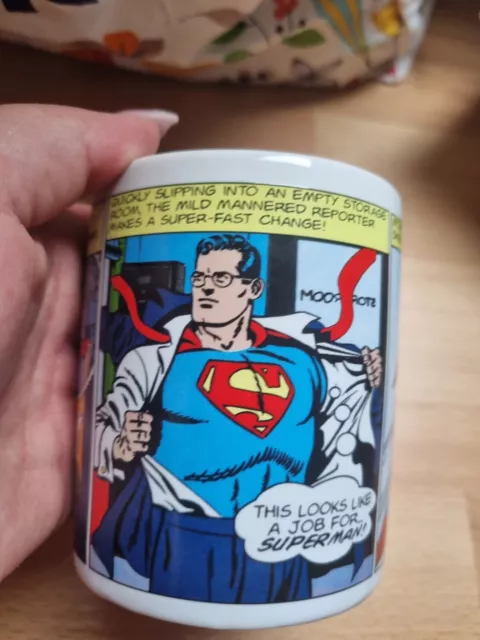 QUICKLY SLIPPING INTO AN EMPTY STORAGE
ROOM, THE MILD MANNERED REPORTER
MAKES A SUPER-FAST CHANGE!
S
THIS LOOKS LIKE
A JOB FOR
SUPERMAN!